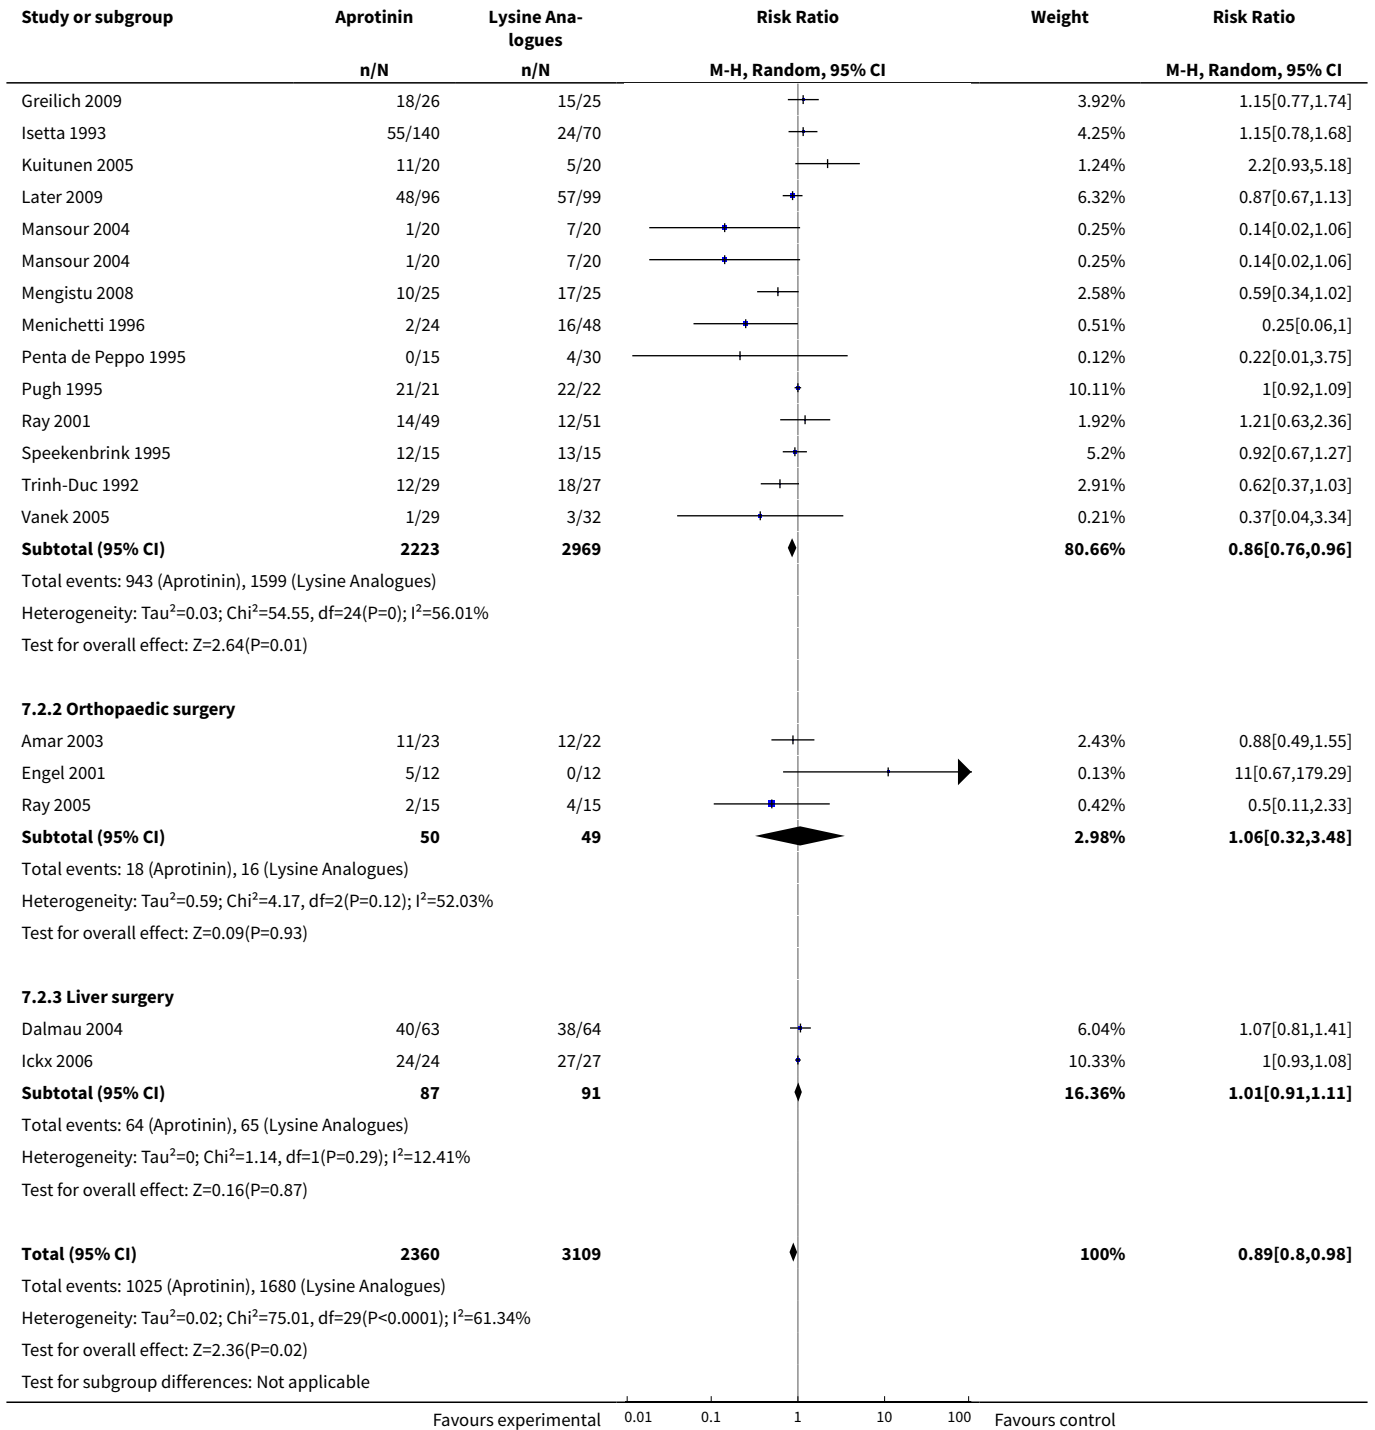 Study or subgroup Aprotinin Lysine Ana- Risk Ratio Weight Risk Ratio
logues
n/N n/N M-H, Random, 95% CI M-H, Random, 95% CI
Greilich 2009 18/26 15/25 3.92% 1.15[0.77,1.74]
Isetta 1993 55/140 24/70 4.25% 1.15[0.78,1.68]
Kuitunen 2005 11/20 5/20 1.24% 2.2[0.93,5.18]
Later 2009 48/96 57/99 6.32% 0.87[0.67,1.13]
Mansour 2004 1/20 7/20 0.25% 0.14[0.02,1.06]
Mansour 2004 1/20 7/20 0.25% 0.14[0.02,1.06]
Mengistu 2008 10/25 17/25 2.58% 0.59[0.34,1.02]
Menichetti 1996 2/24 16/48 0.51% 0.25[0.06,1]
Penta de Peppo 1995 0/15 4/30 0.12% 0.22[0.01,3.75]
Pugh 1995 21/21 22/22 10.11% 1[0.92,1.09]
Ray 2001 14/49 12/51 1.92% 1.21[0.63,2.36]
Speekenbrink 1995 12/15 13/15 5.2% 0.92[0.67,1.27]
Trinh-Duc 1992 12/29 18/27 2.91% 0.62[0.37,1.03]
Vanek 2005 1/29 3/32 0.21% 0.37[0.04,3.34]
Subtotal (95% CI) 2223 2969 80.66% 0.86[0.76,0.96]
Total events: 943 (Aprotinin), 1599 (Lysine Analogues)
Heterogeneity: Tau²=0.03; Chi²=54.55, df=24(P=0); I²=56.01%
Test for overall effect: Z=2.64(P=0.01)
7.2.2 Orthopaedic surgery
Amar 2003 11/23 12/22 2.43% 0.88[0.49,1.55]
Engel 2001 5/12 0/12 0.13% 11[0.67,179.29]
Ray 2005 2/15 4/15 0.42% 0.5[0.11,2.33]
Subtotal (95% CI) 50 49 2.98% 1.06[0.32,3.48]
Total events: 18 (Aprotinin), 16 (Lysine Analogues)
Heterogeneity: Tau²=0.59; Chi²=4.17, df=2(P=0.12); I²=52.03%
Test for overall effect: Z=0.09(P=0.93)
7.2.3 Liver surgery
Dalmau 2004 40/63 38/64 6.04% 1.07[0.81,1.41]
Ickx 2006 24/24 27/27 10.33% 1[0.93,1.08]
Subtotal (95% CI) 87 91 16.36% 1.01[0.91,1.11]
Total events: 64 (Aprotinin), 65 (Lysine Analogues)
Heterogeneity: Tau²=0; Chi²=1.14, df=1(P=0.29); I²=12.41%
Test for overall effect: Z=0.16(P=0.87)
Total (95% CI) 2360 3109 100% 0.89[0.8,0.98]
Total events: 1025 (Aprotinin), 1680 (Lysine Analogues)
Heterogeneity: Tau²=0.02; Chi²=75.01, df=29(P<0.0001); I²=61.34%
Test for overall effect: Z=2.36(P=0.02)
Test for subgroup differences: Not applicable
Favours experimental 0.01 0.1 1 10 100 Favours control